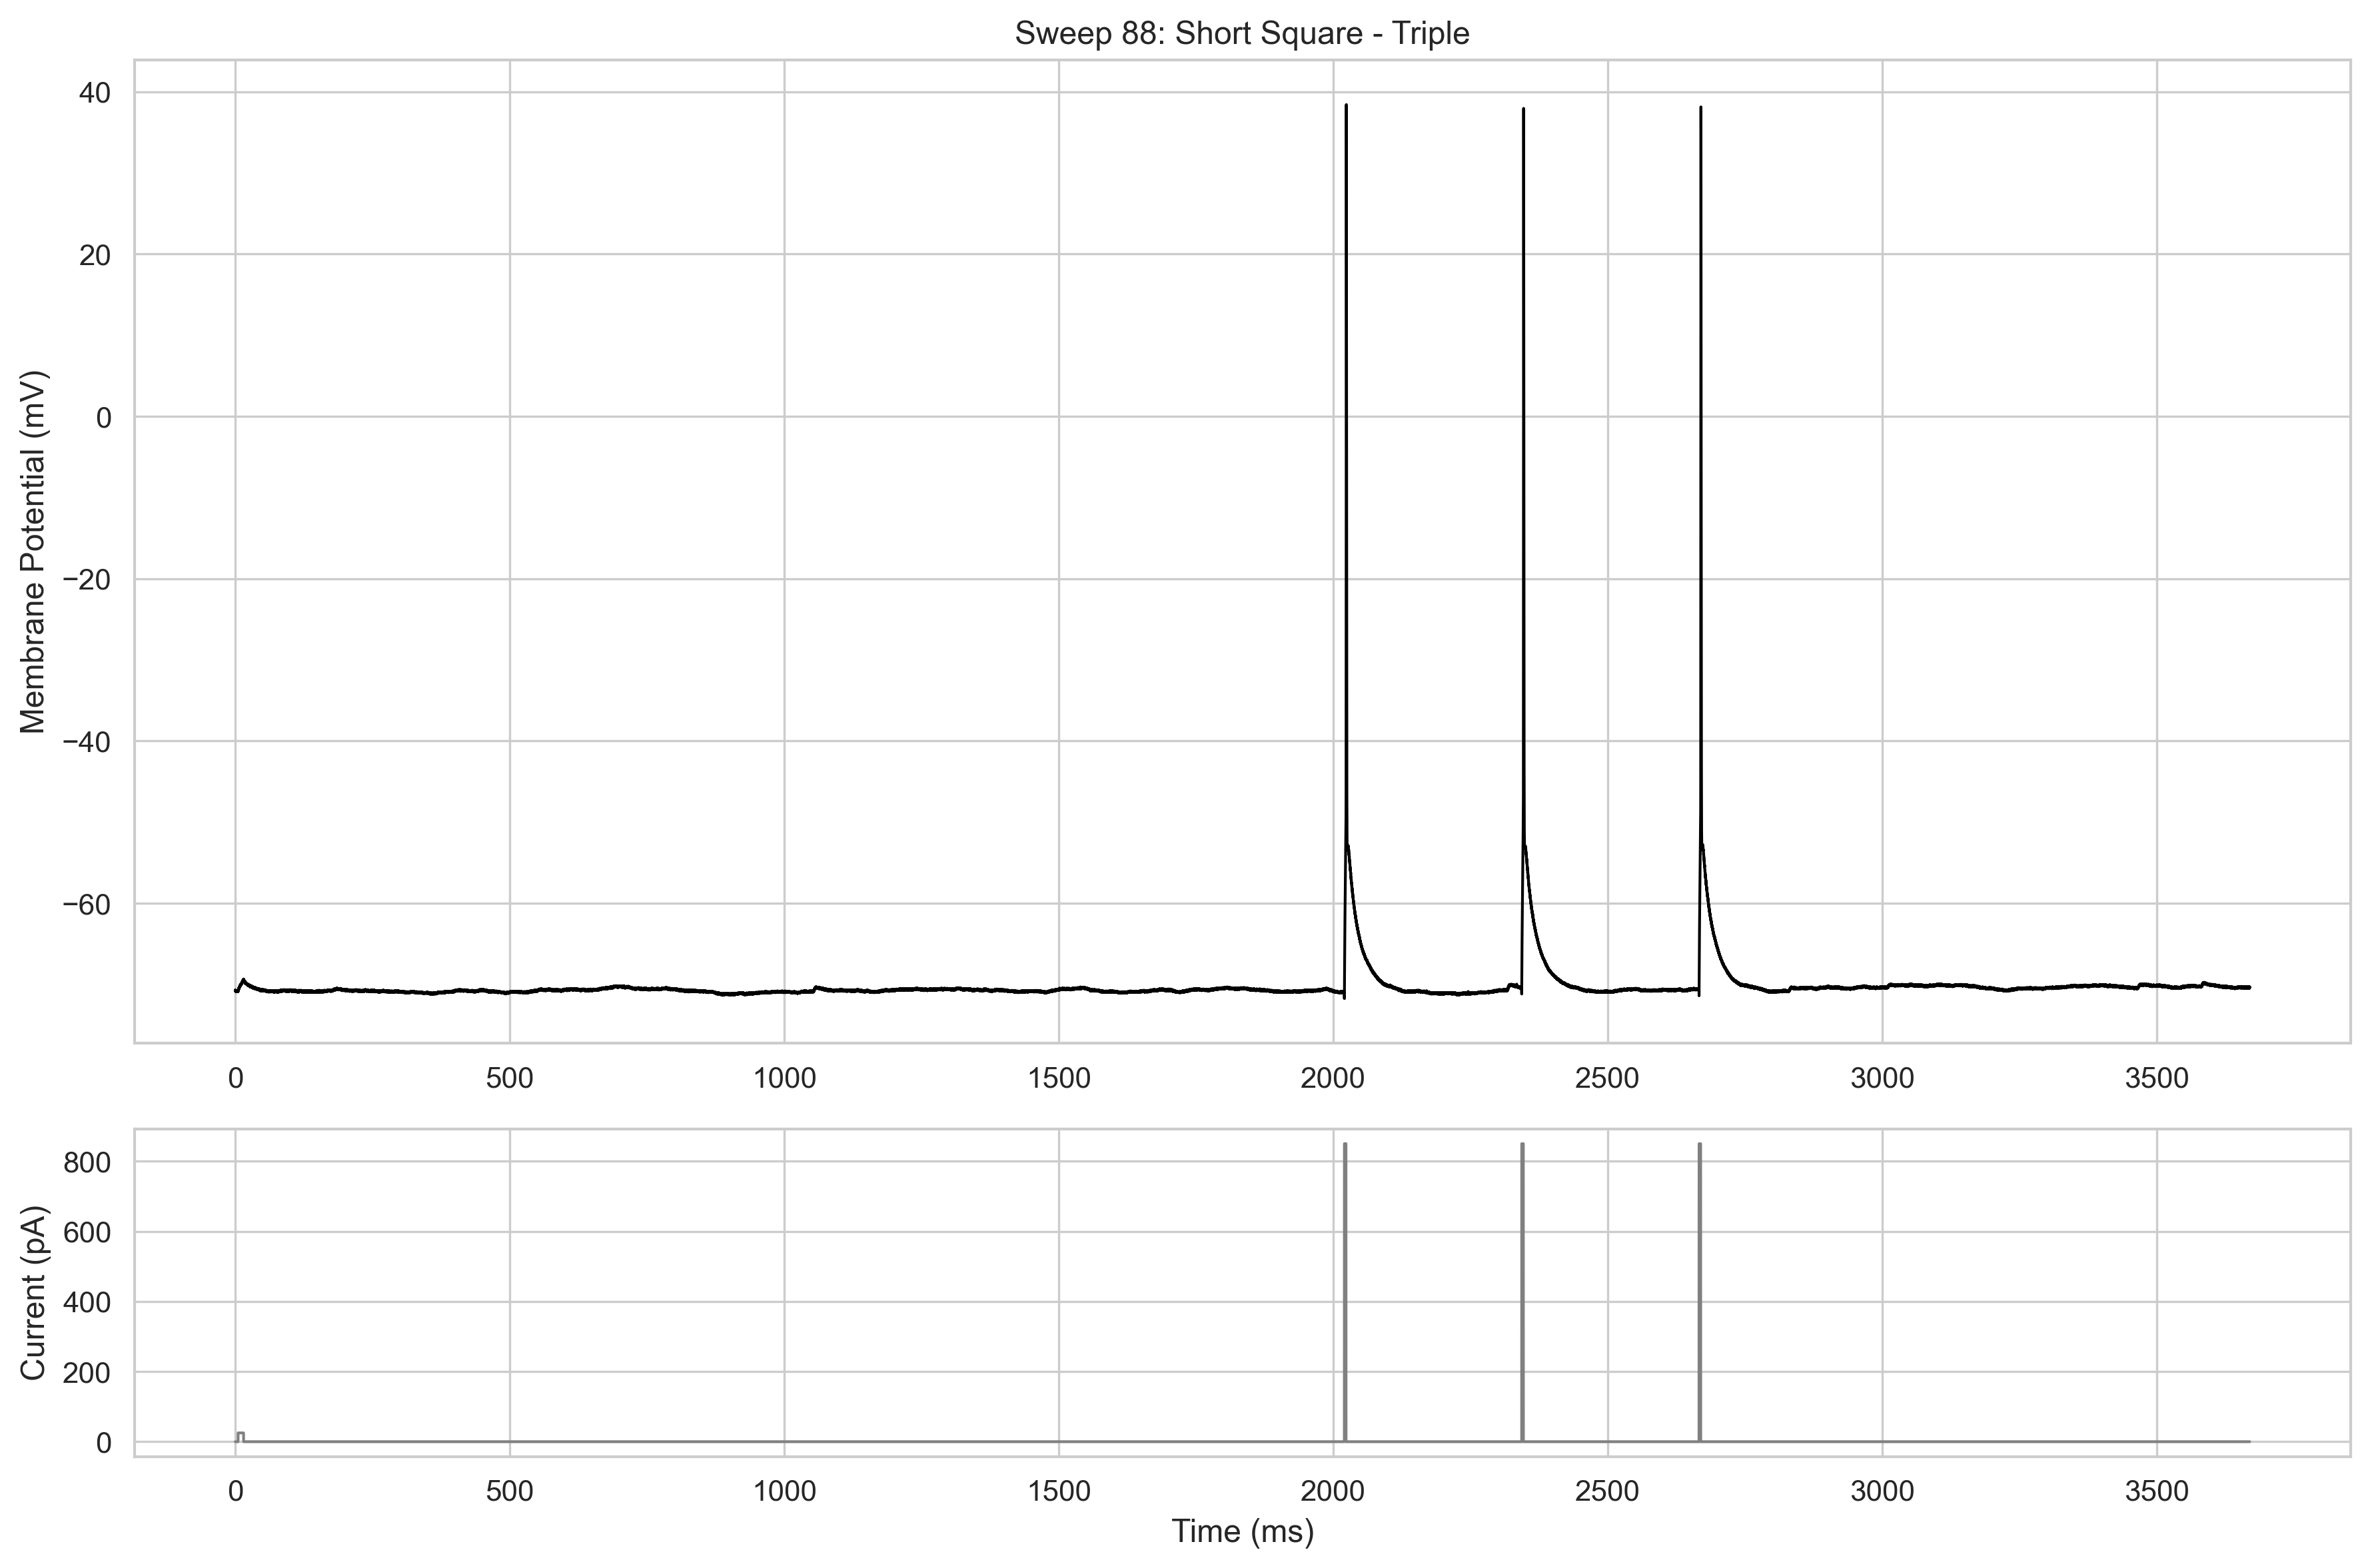 Sweep 88: Short Square - Triple
Membrane Potential (mV)
40
20
0
−20
−40
−60
0 500 1000 1500 2000 2500 3000 3500
Current (pA)
800
600
400
200
0
0 500 1000 1500 2000 2500 3000 3500
Time (ms)